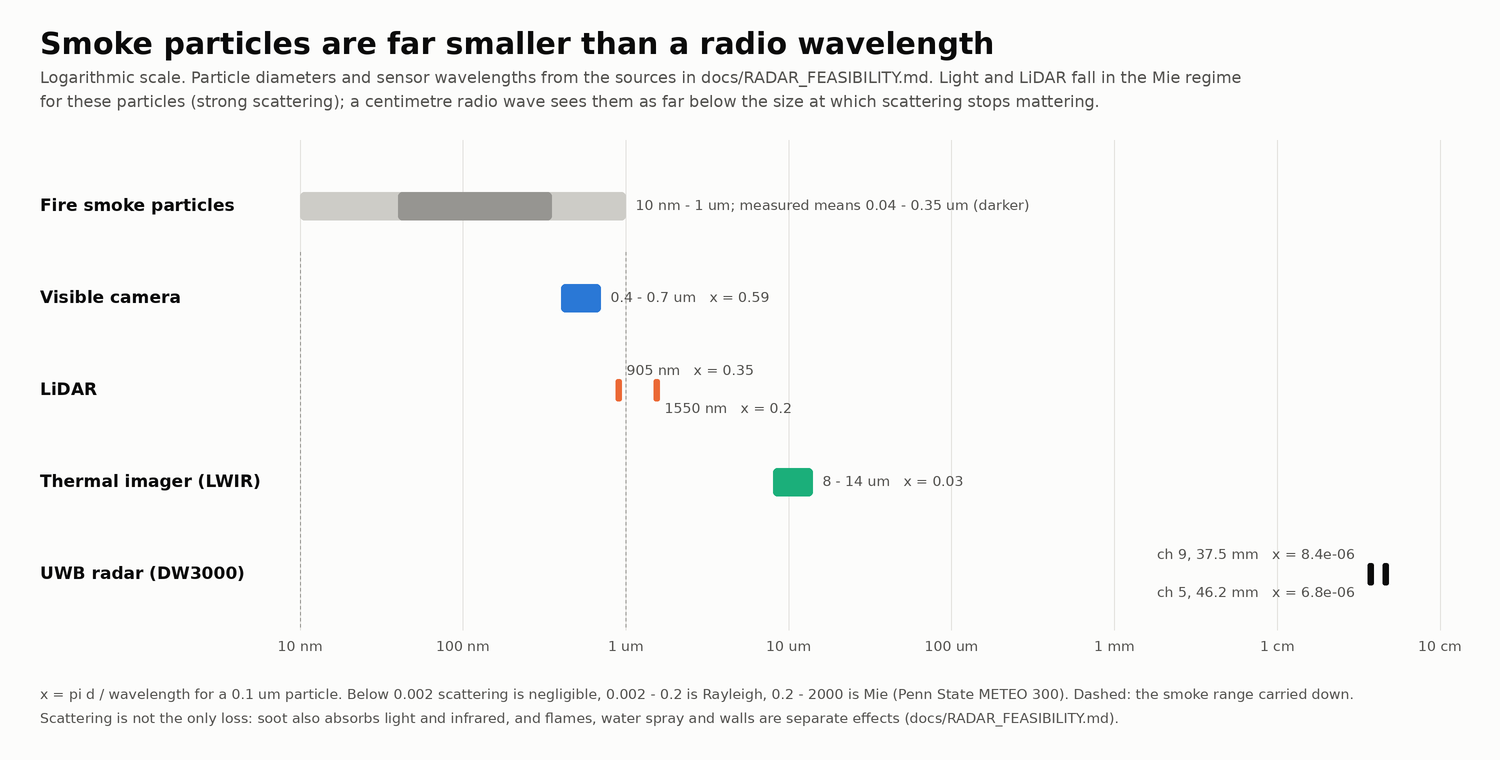 Smoke particles are far smaller than a radio wavelength
Logarithmic scale. Particle diameters and sensor wavelengths from the sources in docs/RADAR_FEASIBILITY.md. Light and LiDAR fall in the Mie regime
for these particles (strong scattering); a centimetre radio wave sees them as far below the size at which scattering stops mattering.
Fire smoke particles
10 nm - 1 um; measured means 0.04 - 0.35 um (darker)
Visible camera
0.4 - 0.7 um x = 0.59
905 nm x = 0.35
LiDAR
1550 nm x = 0.2
Thermal imager (LWIR)
8 - 14 um x = 0.03
ch 9, 37.5 mm x = 8.4e-06
UWB radar (DW3000)
ch 5, 46.2 mm x = 6.8e-06
10 nm 100 nm 1 um 10 um 100 um 1 mm 1 cm 10 cm
x = pi d / wavelength for a 0.1 um particle. Below 0.002 scattering is negligible, 0.002 - 0.2 is Rayleigh, 0.2 - 2000 is Mie (Penn State METEO 300). Dashed: the smoke range carried down.
Scattering is not the only loss: soot also absorbs light and infrared, and flames, water spray and walls are separate effects (docs/RADAR_FEASIBILITY.md).